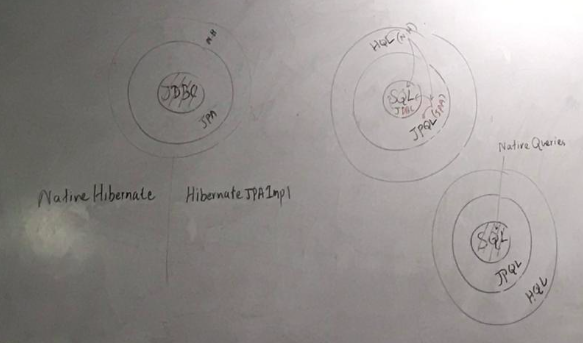 NH
JDBC
JPA
HQL (NH)
SQL
JDBC
JPQL (JPA)
Native Queries
Native Hibernate
Hibernate JPA Impl
SQL
JPQL
HQL